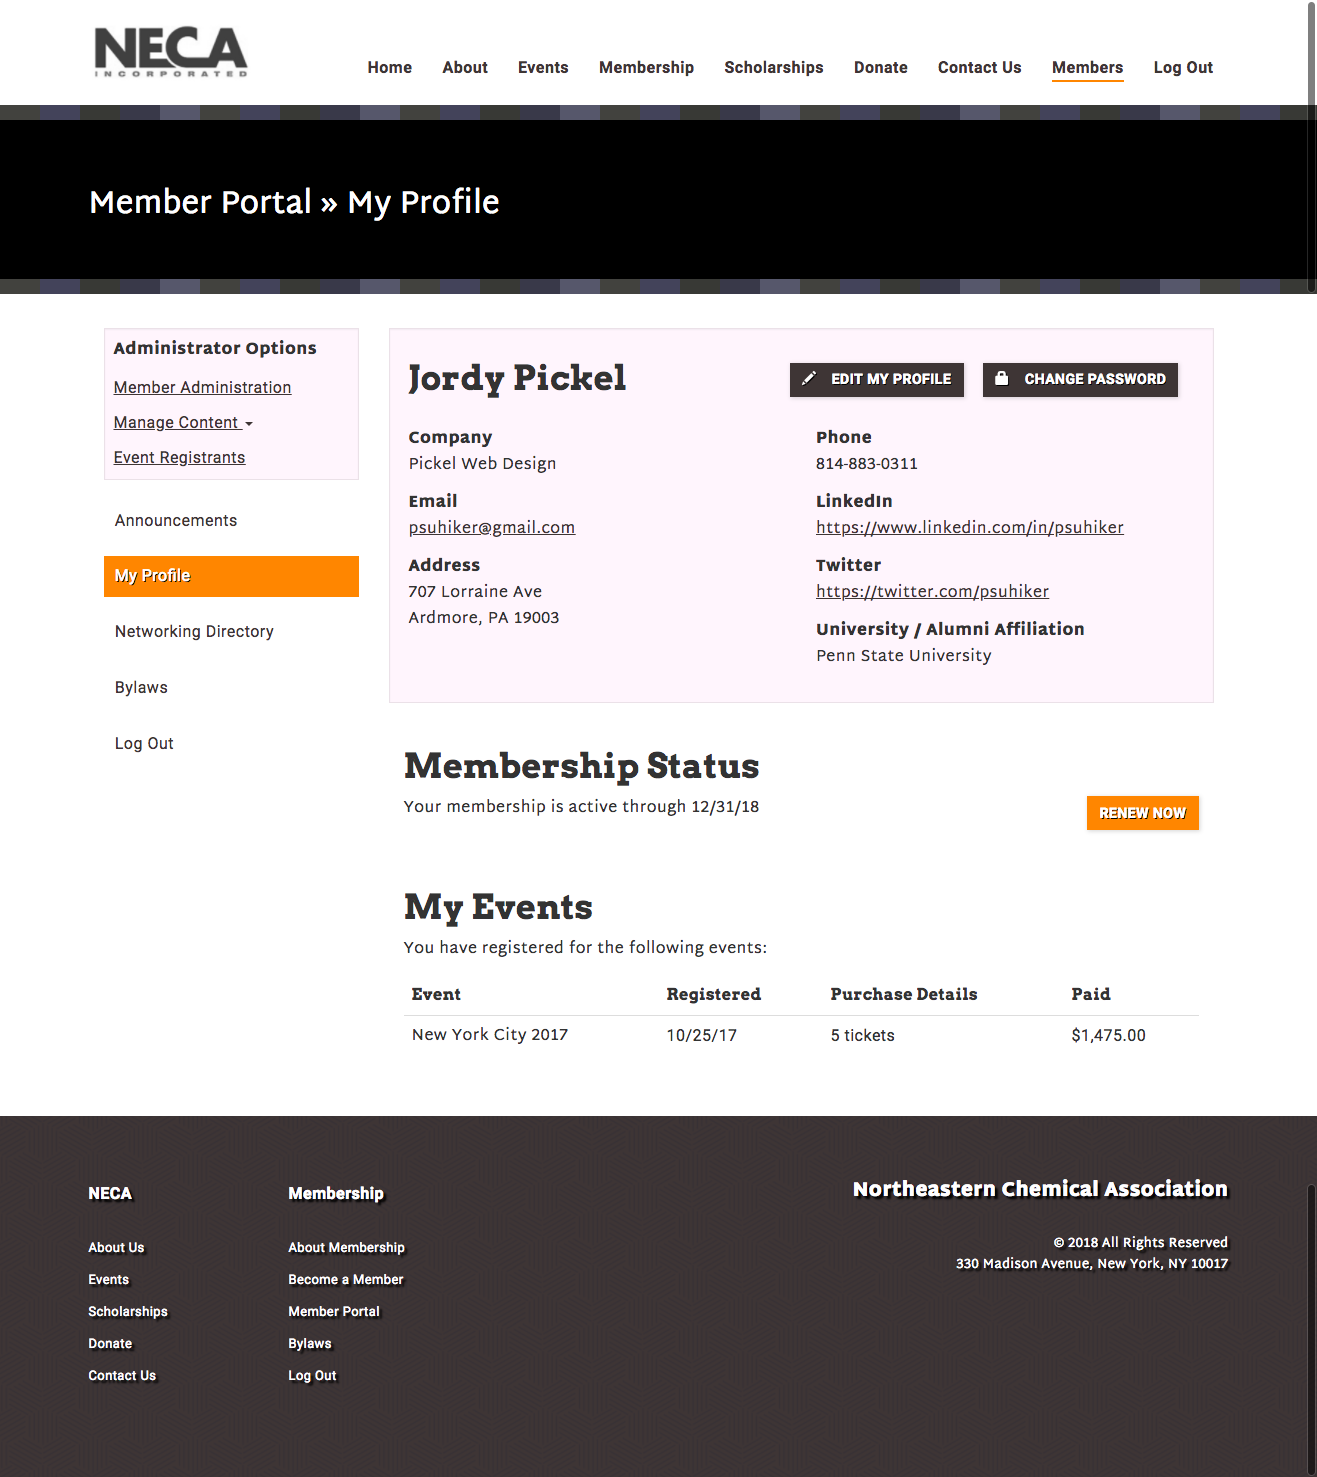 NECA
INCORPORATED
Home About Events Membership Scholarships Donate Contact Us Members Log Out
Member Portal » My Profile
Administrator Options
Member Administration
Manage Content
Event Registrants
Announcements
My Profile
Networking Directory
Bylaws
Log Out
Jordy Pickel
EDIT MY PROFILE
CHANGE PASSWORD
Company
Pickel Web Design
Email
psuhiker@gmail.com
Address
707 Lorraine Ave
Ardmore, PA 19003
Phone
814-883-0311
LinkedIn
https://www.linkedin.com/in/psuhiker
Twitter
https://twitter.com/psuhiker
University / Alumni Affiliation
Penn State University
Membership Status
Your membership is active through 12/31/18
RENEW NOW
My Events
You have registered for the following events:
Event Registered Purchase Details Paid
New York City 2017 10/25/17 5 tickets $1,475.00
NECA
About Us
Events
Scholarships
Donate
Contact Us
Membership
About Membership
Become a Member
Member Portal
Bylaws
Log Out
Northeastern Chemical Association
© 2018 All Rights Reserved
330 Madison Avenue, New York, NY 10017